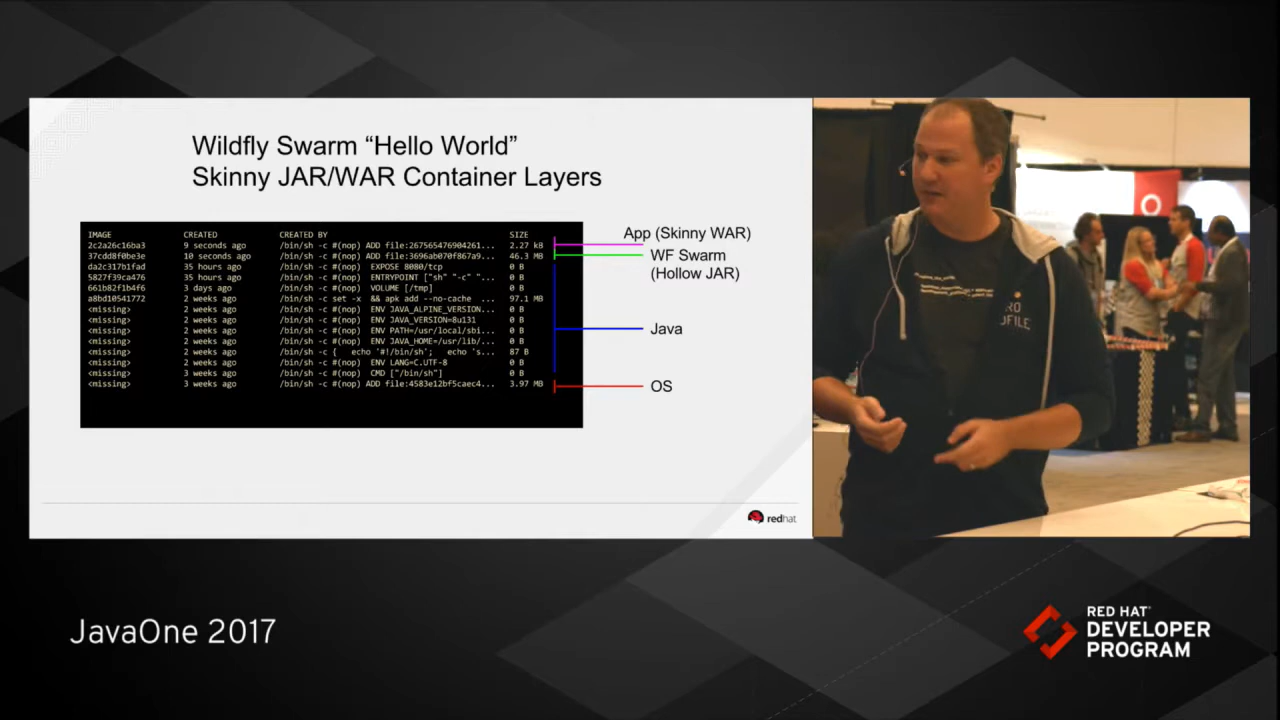 Wildfly Swarm “Hello World”
Skinny JAR/WAR Container Layers
IMAGE CREATED CREATED BY SIZE
2c2a26c16ba3 9 seconds ago /bin/sh -c #(nop) ADD file:267565476904261... 2.27 kB
37cdd8f0be3e 10 seconds ago /bin/sh -c #(nop) ADD file:3696ab070f867a9... 46.3 MB
da2c317b1fad 35 hours ago /bin/sh -c #(nop) EXPOSE 8080/tcp 0 B
5827f39ca476 35 hours ago /bin/sh -c #(nop) ENTRYPOINT ["sh" "-c" "... 0 B
661b82f1b4f6 3 days ago /bin/sh -c #(nop) VOLUME [/tmp] 0 B
a8bd10541772 2 weeks ago /bin/sh -c set -x && apk add --no-cache ... 97.1 MB
<missing> 2 weeks ago /bin/sh -c #(nop) ENV JAVA_ALPINE_VERSION... 0 B
<missing> 2 weeks ago /bin/sh -c #(nop) ENV JAVA_VERSION=8u131 0 B
<missing> 2 weeks ago /bin/sh -c #(nop) ENV PATH=/usr/local/sbi... 0 B
<missing> 2 weeks ago /bin/sh -c #(nop) ENV JAVA_HOME=/usr/lib/... 0 B
<missing> 2 weeks ago /bin/sh -c { echo '#!/bin/sh'; echo 's... 87 B
<missing> 2 weeks ago /bin/sh -c #(nop) ENV LANG=C.UTF-8 0 B
<missing> 3 weeks ago /bin/sh -c #(nop) CMD ["/bin/sh"] 0 B
<missing> 3 weeks ago /bin/sh -c #(nop) ADD file:4583e12bf5caec4... 3.97 MB
App (Skinny WAR)
WF Swarm
(Hollow JAR)
Java
OS
redhat
JavaOne 2017
RED HAT
DEVELOPER
PROGRAM